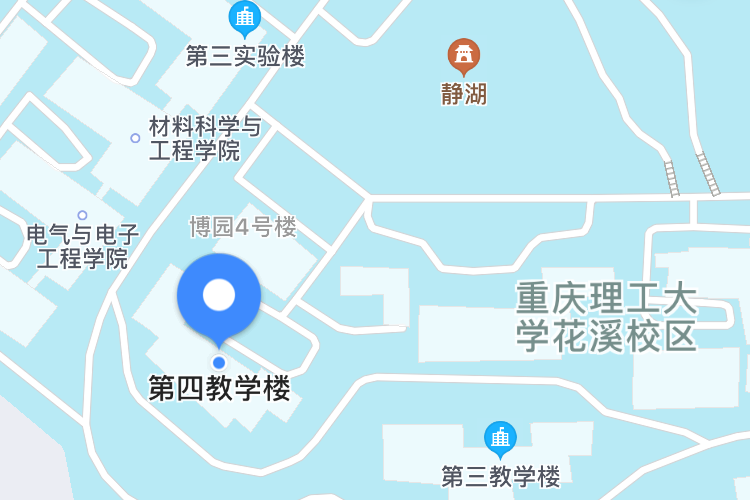 第三实验楼
静湖
材料科学与
工程学院
博园4号楼
电气与电子
工程学院
重庆理工大
学花溪校区
第四教学楼
第三教学楼